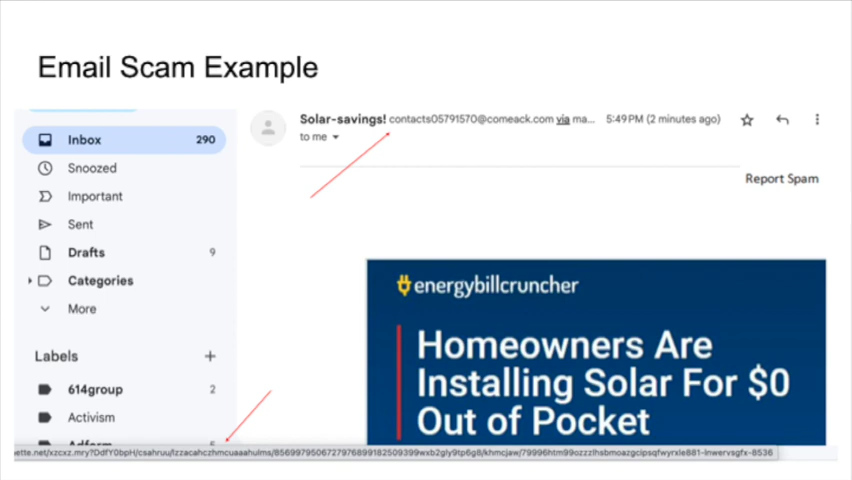 Email Scam Example
Solar-savings! contacts05791570@comeack.com via ma... 5:49 PM (2 minutes ago)
to me
Report Spam
Inbox 290
Snoozed
Important
Sent
Drafts 9
Categories
More
Labels +
614group 2
Activism
Adform 5
energybillcruncher
Homeowners Are
Installing Solar For $0
Out of Pocket